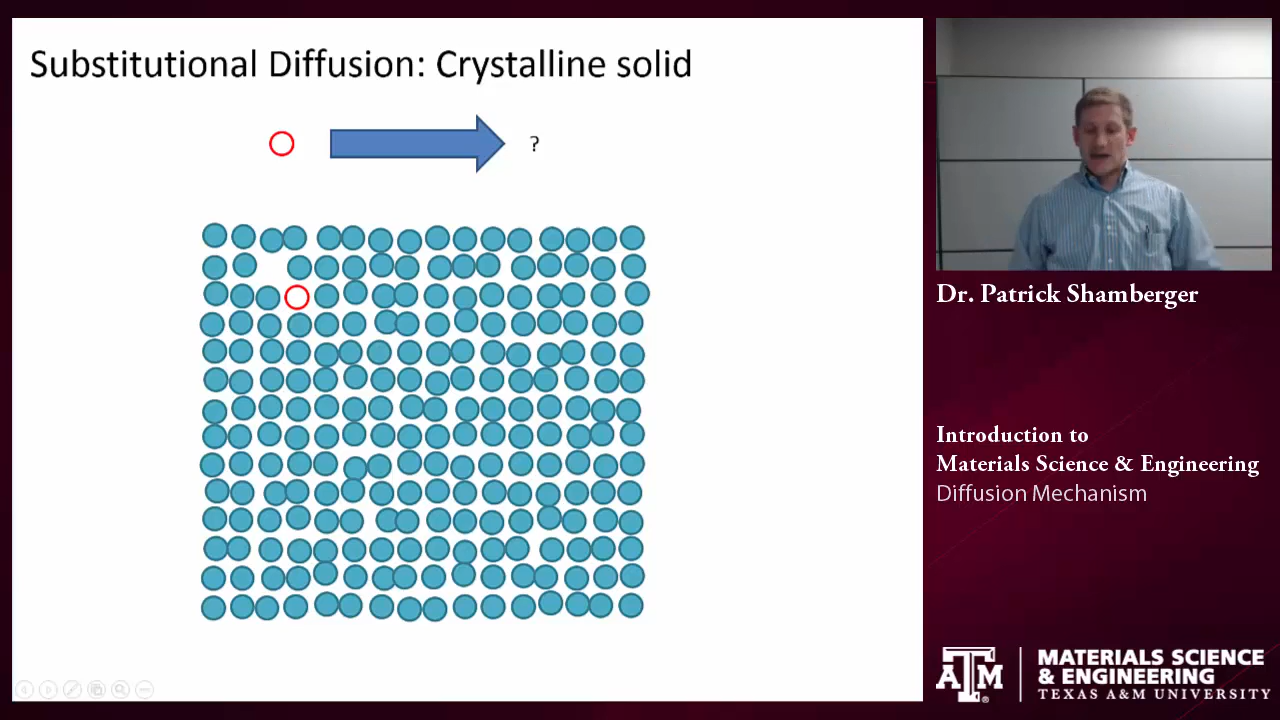 Substitutional Diffusion: Crystalline solid
?
Dr. Patrick Shamberger
Introduction to
Materials Science & Engineering
Diffusion Mechanism
ATM
MATERIALS SCIENCE
& ENGINEERING
TEXAS A&M UNIVERSITY